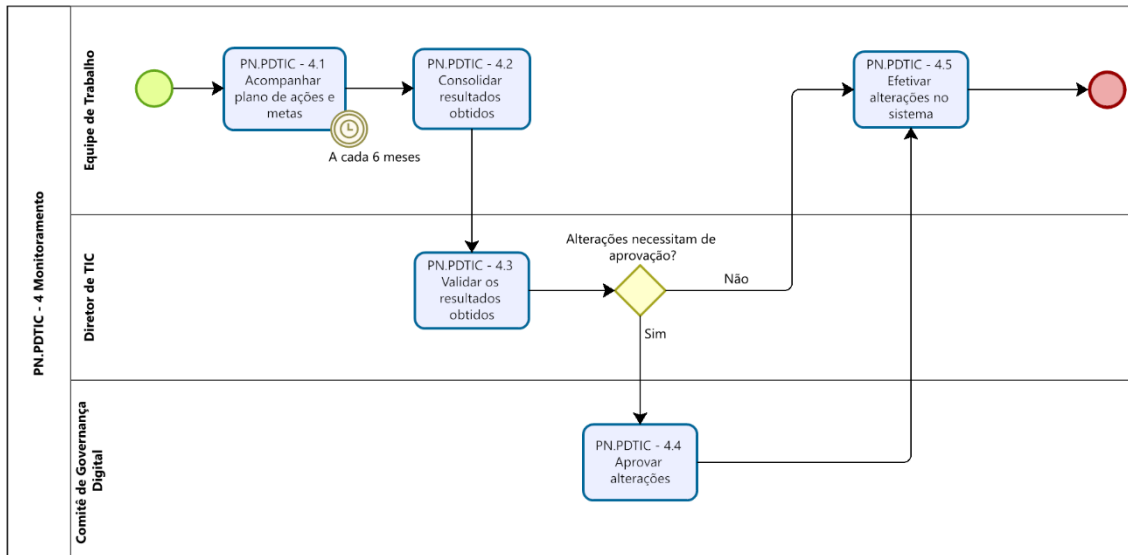 PN.PDTIC - 4 Monitoramento
Equipe de Trabalho
PN.PDTIC - 4.1
Acompanhar
plano de ações e
metas
A cada 6 meses
PN.PDTIC - 4.2
Consolidar
resultados
obtidos
PN.PDTIC - 4.5
Efetivar
alterações no
sistema
Diretor de TIC
PN.PDTIC - 4.3
Validar os
resultados
obtidos
Alterações necessitam de
aprovação?
Não
Sim
Comitê de Governança
Digital
PN.PDTIC - 4.4
Aprovar
alterações